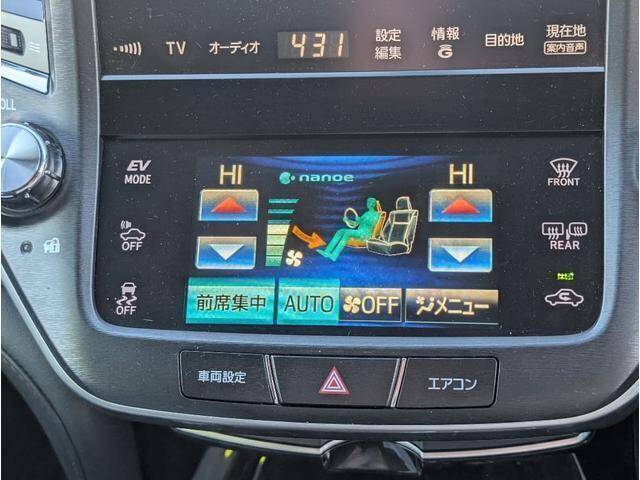 TV オーディオ 431 設定編集 情報G 目的地 現在地
案内音声
OLL
EV MODE
HI nanoe HI
FRONT
OFF
REAR
OFF
前席集中 AUTO OFF メニュー
車両設定 エアコン